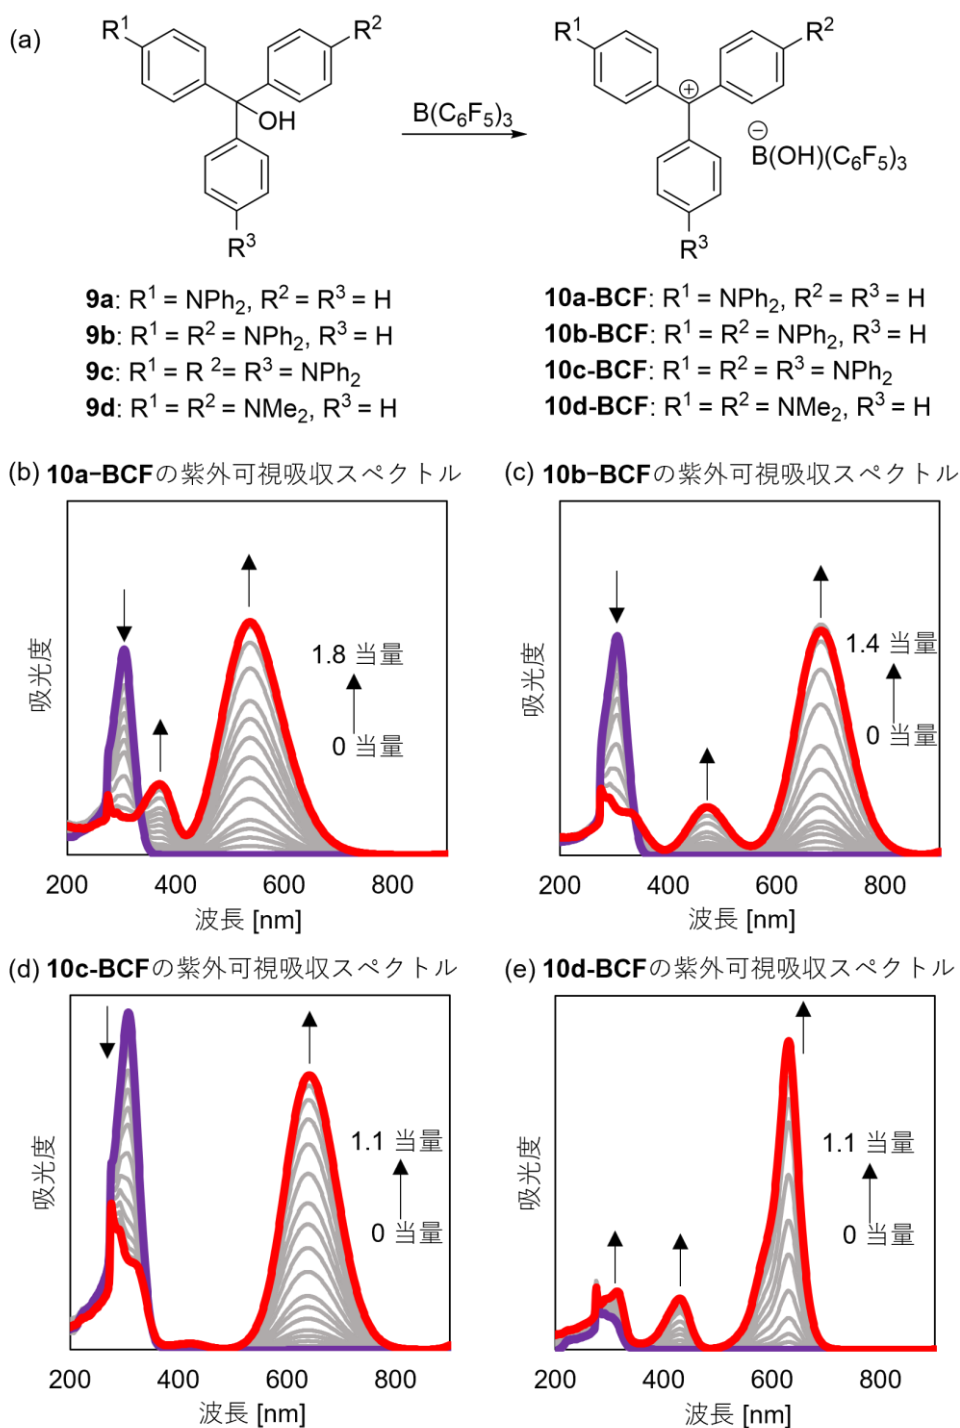 (a)
R¹ R² OH R³
B(C₆F₅)₃
R¹ R² ⊕ R³
⊖
B(OH)(C₆F₅)₃
9a: R¹ = NPh₂, R² = R³ = H
9b: R¹ = R² = NPh₂, R³ = H
9c: R¹ = R ²= R³ = NPh₂
9d: R¹ = R² = NMe₂, R³ = H
10a-BCF: R¹ = NPh₂, R² = R³ = H
10b-BCF: R¹ = R² = NPh₂, R³ = H
10c-BCF: R¹ = R² = R³ = NPh₂
10d-BCF: R¹ = R² = NMe₂, R³ = H
(b) 10a−BCFの紫外可視吸収スペクトル
吸光度
1.8 当量
0 当量
200 400 600 800
波長 [nm]
(c) 10b−BCFの紫外可視吸収スペクトル
吸光度
1.4 当量
0 当量
200 400 600 800
波長 [nm]
(d) 10c-BCFの紫外可視吸収スペクトル
吸光度
1.1 当量
0 当量
200 400 600 800
波長 [nm]
(e) 10d-BCFの紫外可視吸収スペクトル
吸光度
1.1 当量
0 当量
200 400 600 800
波長 [nm]